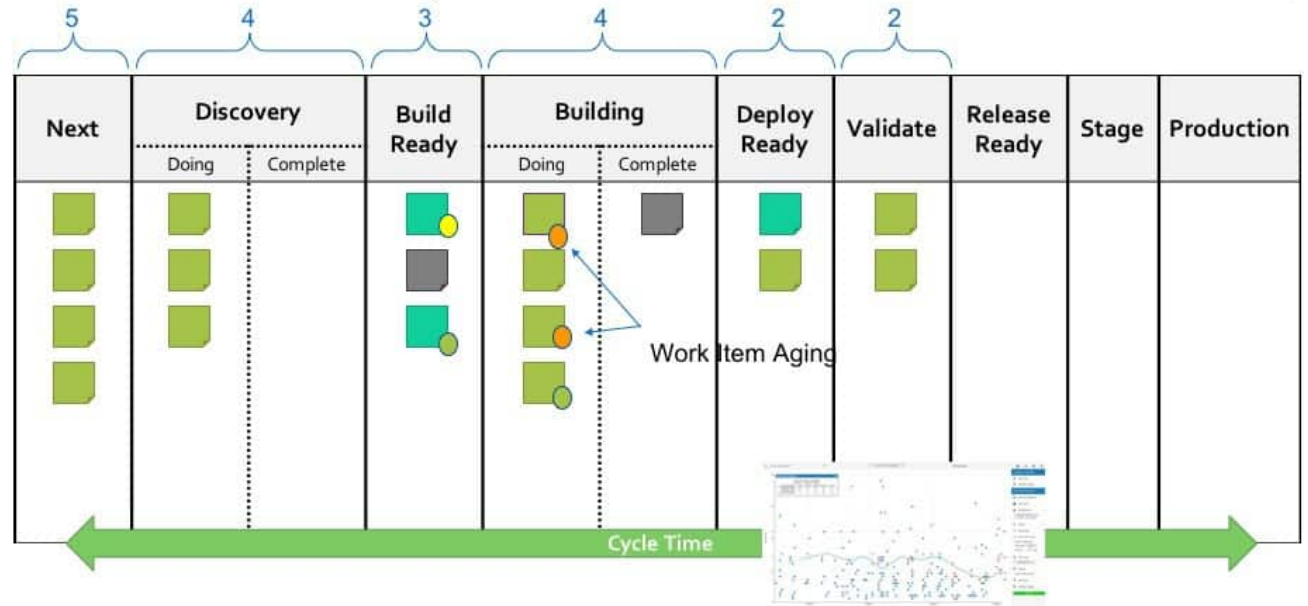 5 4 3 4 2 2
Next
Discovery
Build
Ready
Building
Deploy
Ready
Validate
Release
Ready
Stage
Production
Doing
Complete
Doing
Complete
Work Item Aging
Cycle Time